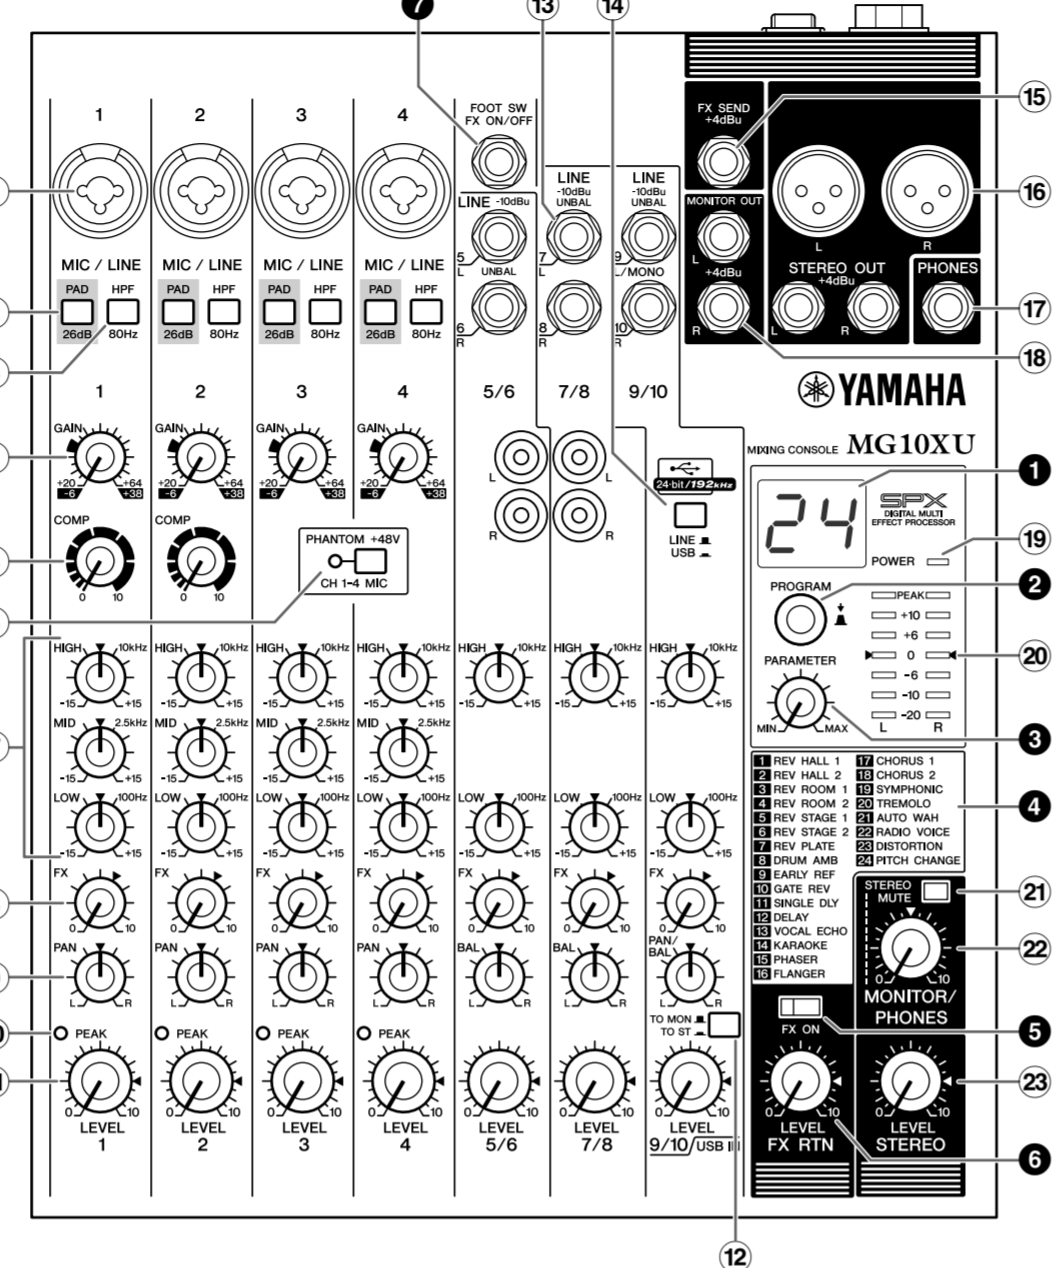 7 13 14
1 2 3 4
FOOT SW
FX ON/OFF
FX SEND
+4dBu
15
LINE -10dBu
5
L
UNBAL
6
R
LINE
-10dBu
UNBAL
7
L
8
R
LINE
-10dBu
UNBAL
9
L/MONO
10
R
MONITOR OUT
L
+4dBu
R
L
R
16
STEREO OUT
+4dBu
L
R
PHONES
17
18
MIC / LINE MIC / LINE MIC / LINE MIC / LINE
PAD HPF PAD HPF PAD HPF PAD HPF
26dB 80Hz 26dB 80Hz 26dB 80Hz 26dB 80Hz
1 2 3 4 5/6 7/8 9/10
YAMAHA
MIXING CONSOLE MG10XU
GAIN GAIN GAIN GAIN
+20 +64 +20 +64 +20 +64 +20 +64
-6 +38 -6 +38 -6 +38 -6 +38
L L
R R
24-bit/192kHz
LINE
USB
COMP COMP
0 10 0 10
PHANTOM +48V
CH 1-4 MIC
24
SPX
DIGITAL MULTI
EFFECT PROCESSOR
1
POWER
19
PROGRAM
2
PEAK
+10
+6
0
-6
-10
-20
L R
20
PARAMETER
MIN MAX
3
HIGH 10kHz HIGH 10kHz HIGH 10kHz HIGH 10kHz HIGH 10kHz HIGH 10kHz HIGH 10kHz
-15 +15 -15 +15 -15 +15 -15 +15 -15 +15 -15 +15 -15 +15
MID 2.5kHz MID 2.5kHz MID 2.5kHz MID 2.5kHz
-15 +15 -15 +15 -15 +15 -15 +15
LOW 100Hz LOW 100Hz LOW 100Hz LOW 100Hz LOW 100Hz LOW 100Hz LOW 100Hz
-15 +15 -15 +15 -15 +15 -15 +15 -15 +15 -15 +15 -15 +15
FX FX FX FX FX FX FX
0 10 0 10 0 10 0 10 0 10 0 10 0 10
PAN PAN PAN PAN BAL BAL PAN/
BAL
L R L R L R L R L R L R L R
1 REV HALL 1
2 REV HALL 2
3 REV ROOM 1
4 REV ROOM 2
5 REV STAGE 1
6 REV STAGE 2
7 REV PLATE
8 DRUM AMB
9 EARLY REF
10 GATE REV
11 SINGLE DLY
12 DELAY
13 VOCAL ECHO
14 KARAOKE
15 PHASER
16 FLANGER
17 CHORUS 1
18 CHORUS 2
19 SYMPHONIC
20 TREMOLO
21 AUTO WAH
22 RADIO VOICE
23 DISTORTION
24 PITCH CHANGE
4
STEREO
MUTE
21
0 10
22
MONITOR/
PHONES
PEAK PEAK PEAK PEAK
TO MON
TO ST
FX ON
5
0 10 0 10 0 10 0 10 0 10 0 10 0 10 0 10 0 10
23
LEVEL LEVEL LEVEL LEVEL LEVEL LEVEL LEVEL LEVEL LEVEL
1 2 3 4 5/6 7/8 9/10 USB IN FX RTN STEREO
6
12